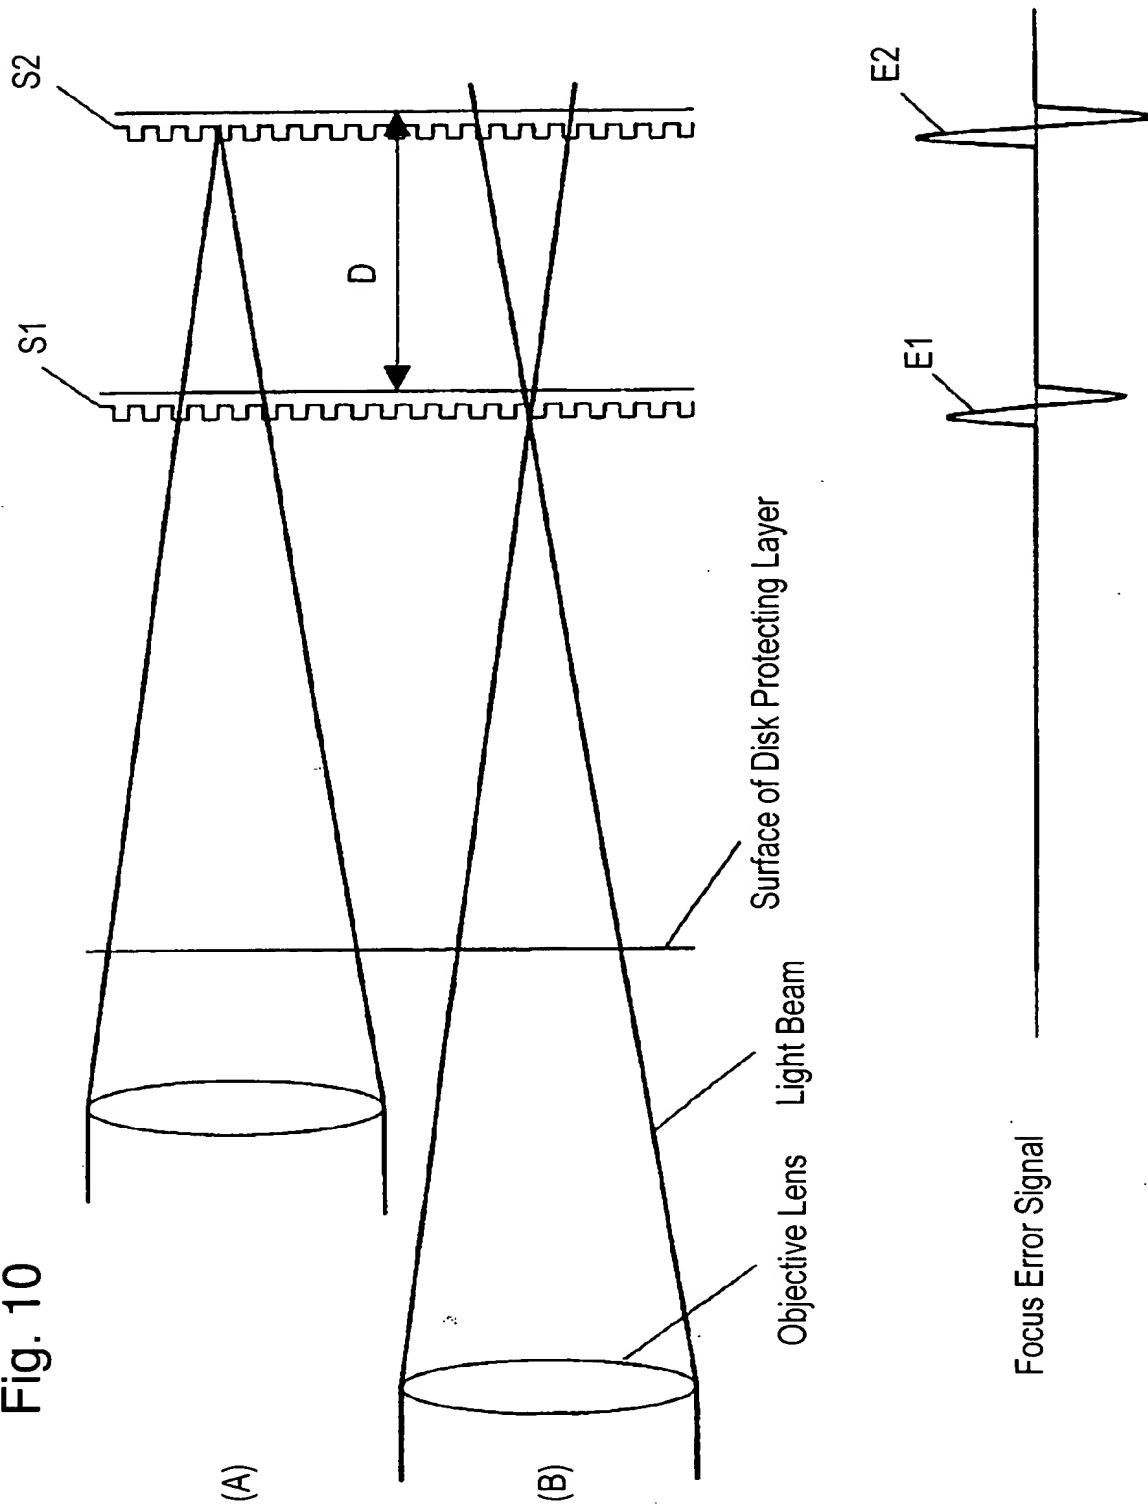 Fig. 10
(A)
(B)
S1
S2
D
Surface of Disk Protecting Layer
Light Beam
Objective Lens
Focus Error Signal
E1
E2